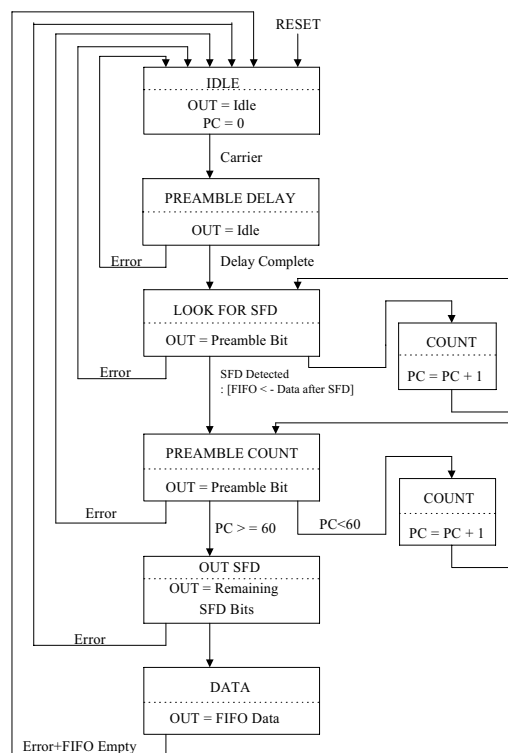 RESET
IDLE
OUT = Idle
PC = 0
Carrier
PREAMBLE DELAY
OUT = Idle
Error
Delay Complete
LOOK FOR SFD
OUT = Preamble Bit
COUNT
PC = PC + 1
Error
SFD Detected
: [FIFO < - Data after SFD]
PREAMBLE COUNT
OUT = Preamble Bit
COUNT
PC = PC + 1
Error
PC > = 60
PC<60
OUT SFD
OUT = Remaining
SFD Bits
Error
DATA
OUT = FIFO Data
Error+FIFO Empty